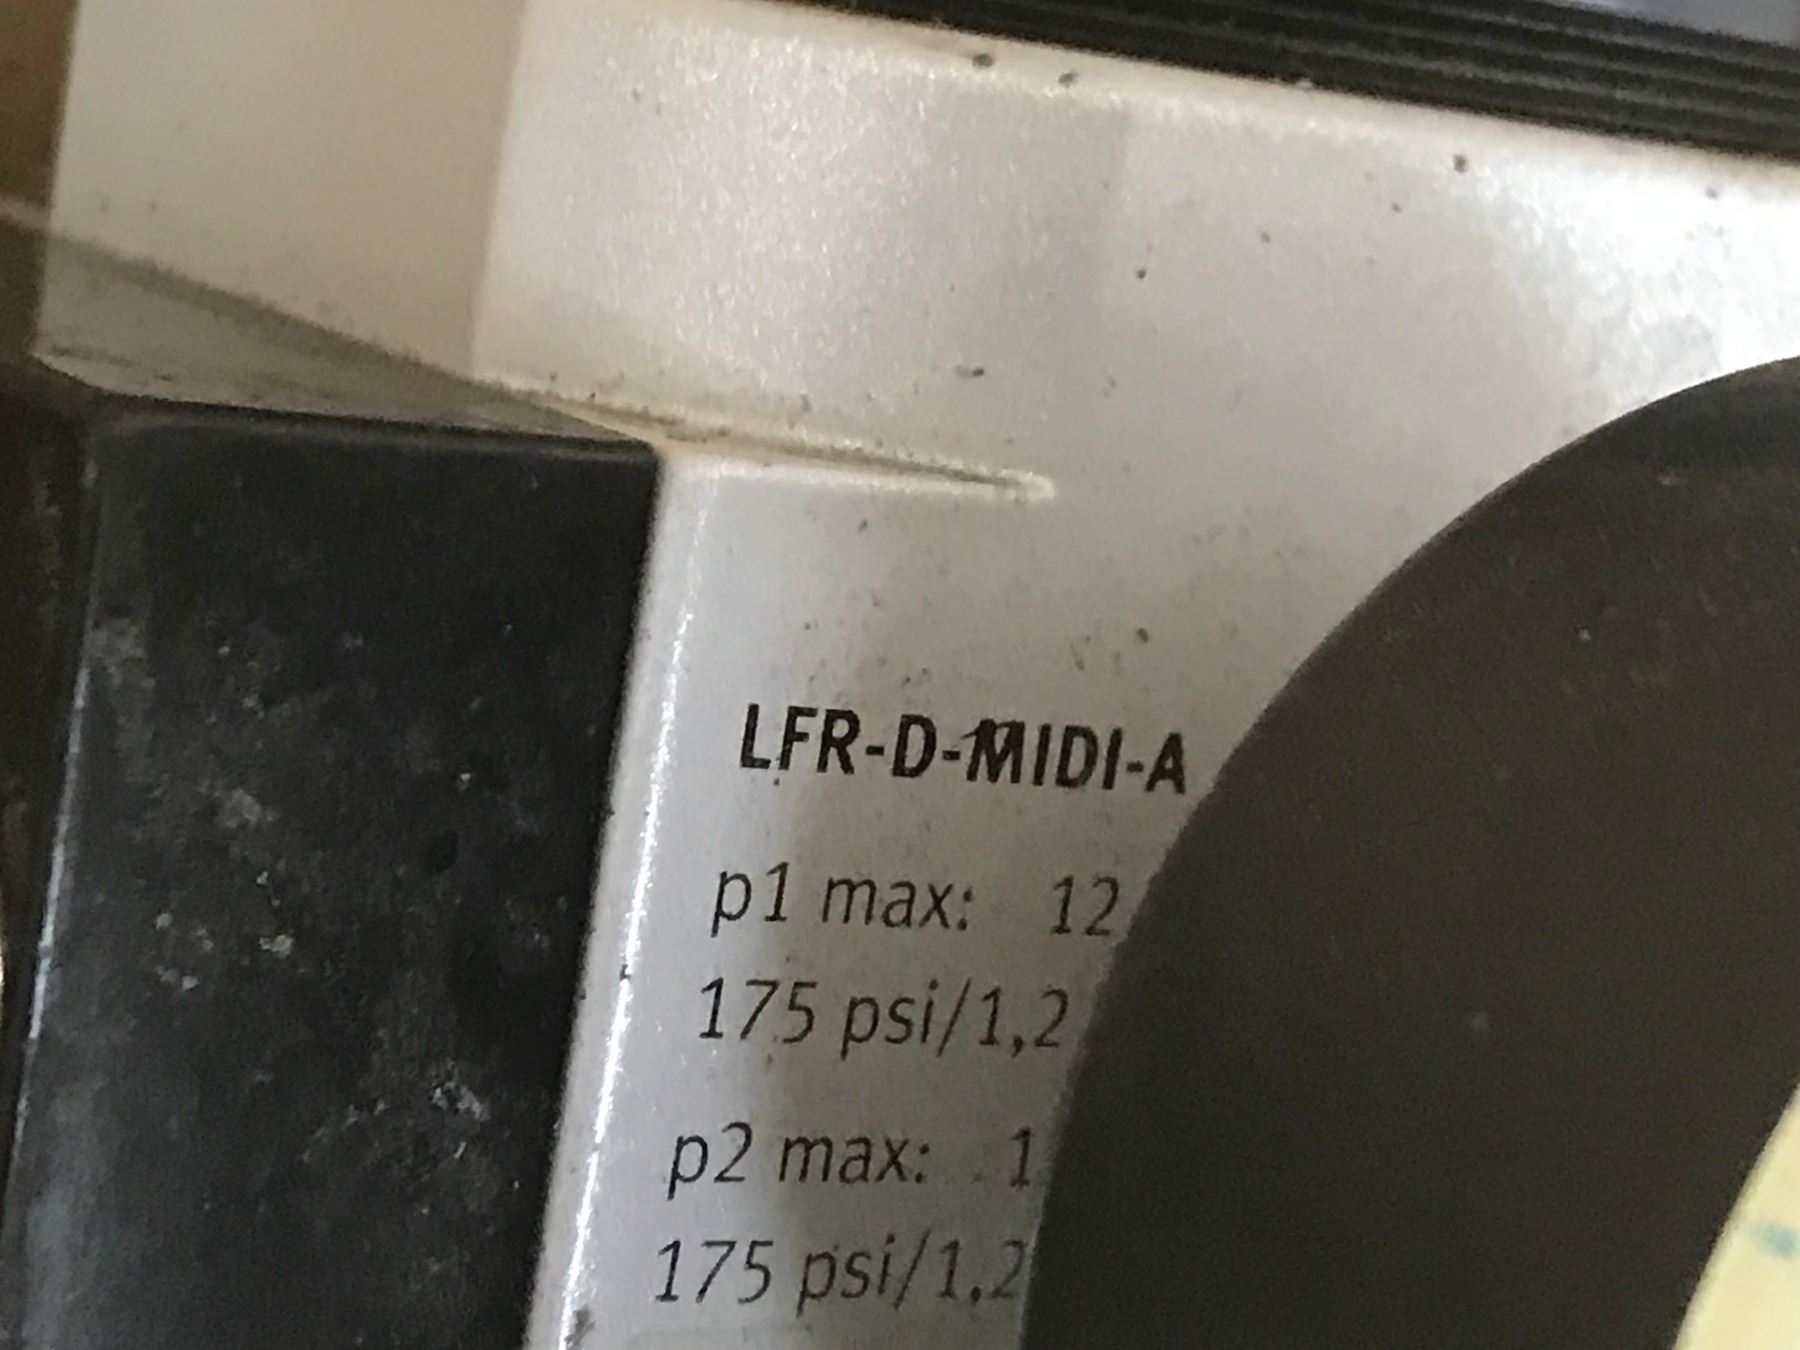 LFR-D-MIDI-A
p1 max: 12
175 psi/1,2
p2 max: 1
175 psi/1,2